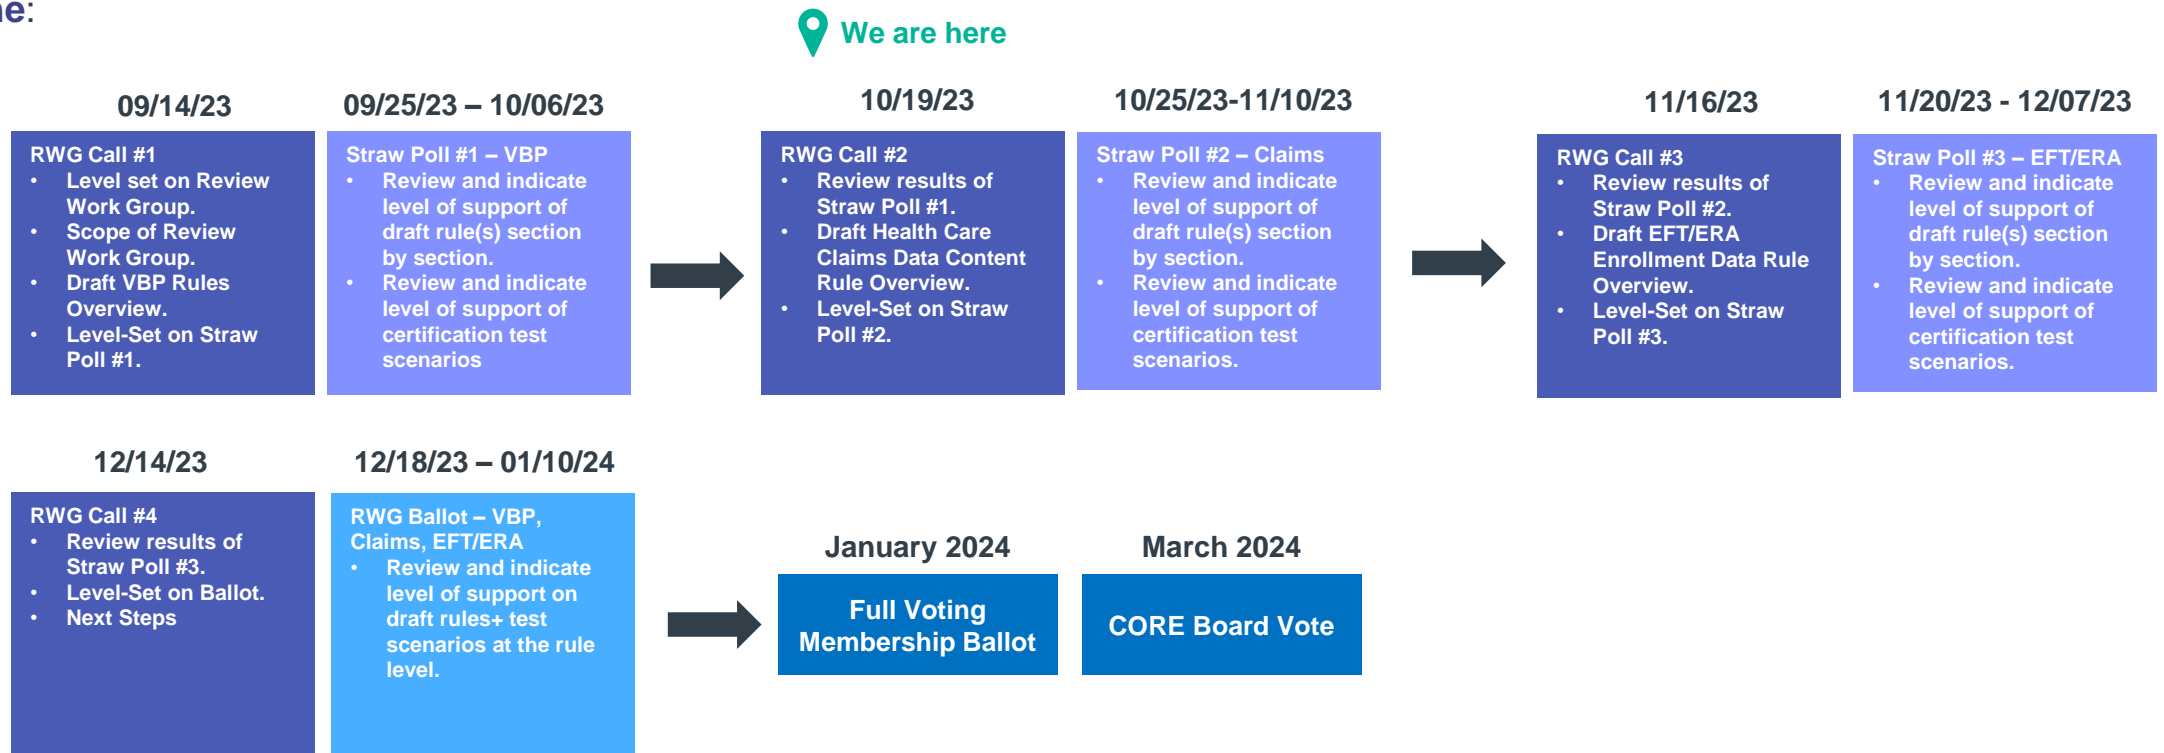 ne:
We are here
09/14/23
RWG Call #1
• Level set on Review
Work Group.
• Scope of Review
Work Group.
• Draft VBP Rules
Overview.
• Level-Set on Straw
Poll #1.
09/25/23 – 10/06/23
Straw Poll #1 – VBP
• Review and indicate
level of support of
draft rule(s) section
by section.
• Review and indicate
level of support of
certification test
scenarios
10/19/23
RWG Call #2
• Review results of
Straw Poll #1.
• Draft Health Care
Claims Data Content
Rule Overview.
• Level-Set on Straw
Poll #2.
10/25/23-11/10/23
Straw Poll #2 – Claims
• Review and indicate
level of support of
draft rule(s) section
by section.
• Review and indicate
level of support of
certification test
scenarios.
11/16/23
RWG Call #3
• Review results of
Straw Poll #2.
• Draft EFT/ERA
Enrollment Data Rule
Overview.
• Level-Set on Straw
Poll #3.
11/20/23 - 12/07/23
Straw Poll #3 – EFT/ERA
• Review and indicate
level of support of
draft rule(s) section
by section.
• Review and indicate
level of support of
certification test
scenarios.
12/14/23
RWG Call #4
• Review results of
Straw Poll #3.
• Level-Set on Ballot.
• Next Steps
12/18/23 – 01/10/24
RWG Ballot – VBP,
Claims, EFT/ERA
• Review and indicate
level of support on
draft rules+ test
scenarios at the rule
level.
January 2024
Full Voting
Membership Ballot
March 2024
CORE Board Vote